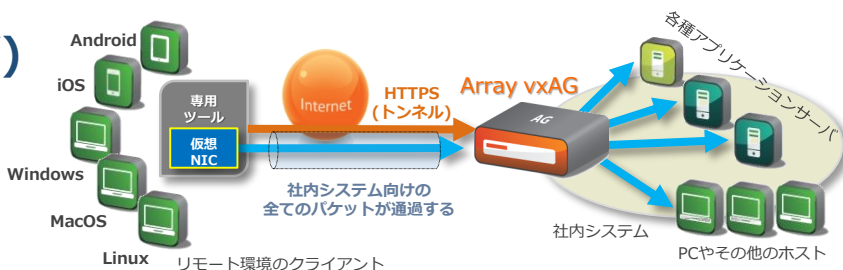 )
Android
iOS
Windows
MacOS
Linux
専用
ツール
仮想
NIC
Internet
HTTPS
(トンネル)
社内システム向けの
全てのパケットが通過する
リモート環境のクライアント
Array vxAG
AG
各種アプリケーションサーバ
社内システム
PCやその他のホスト